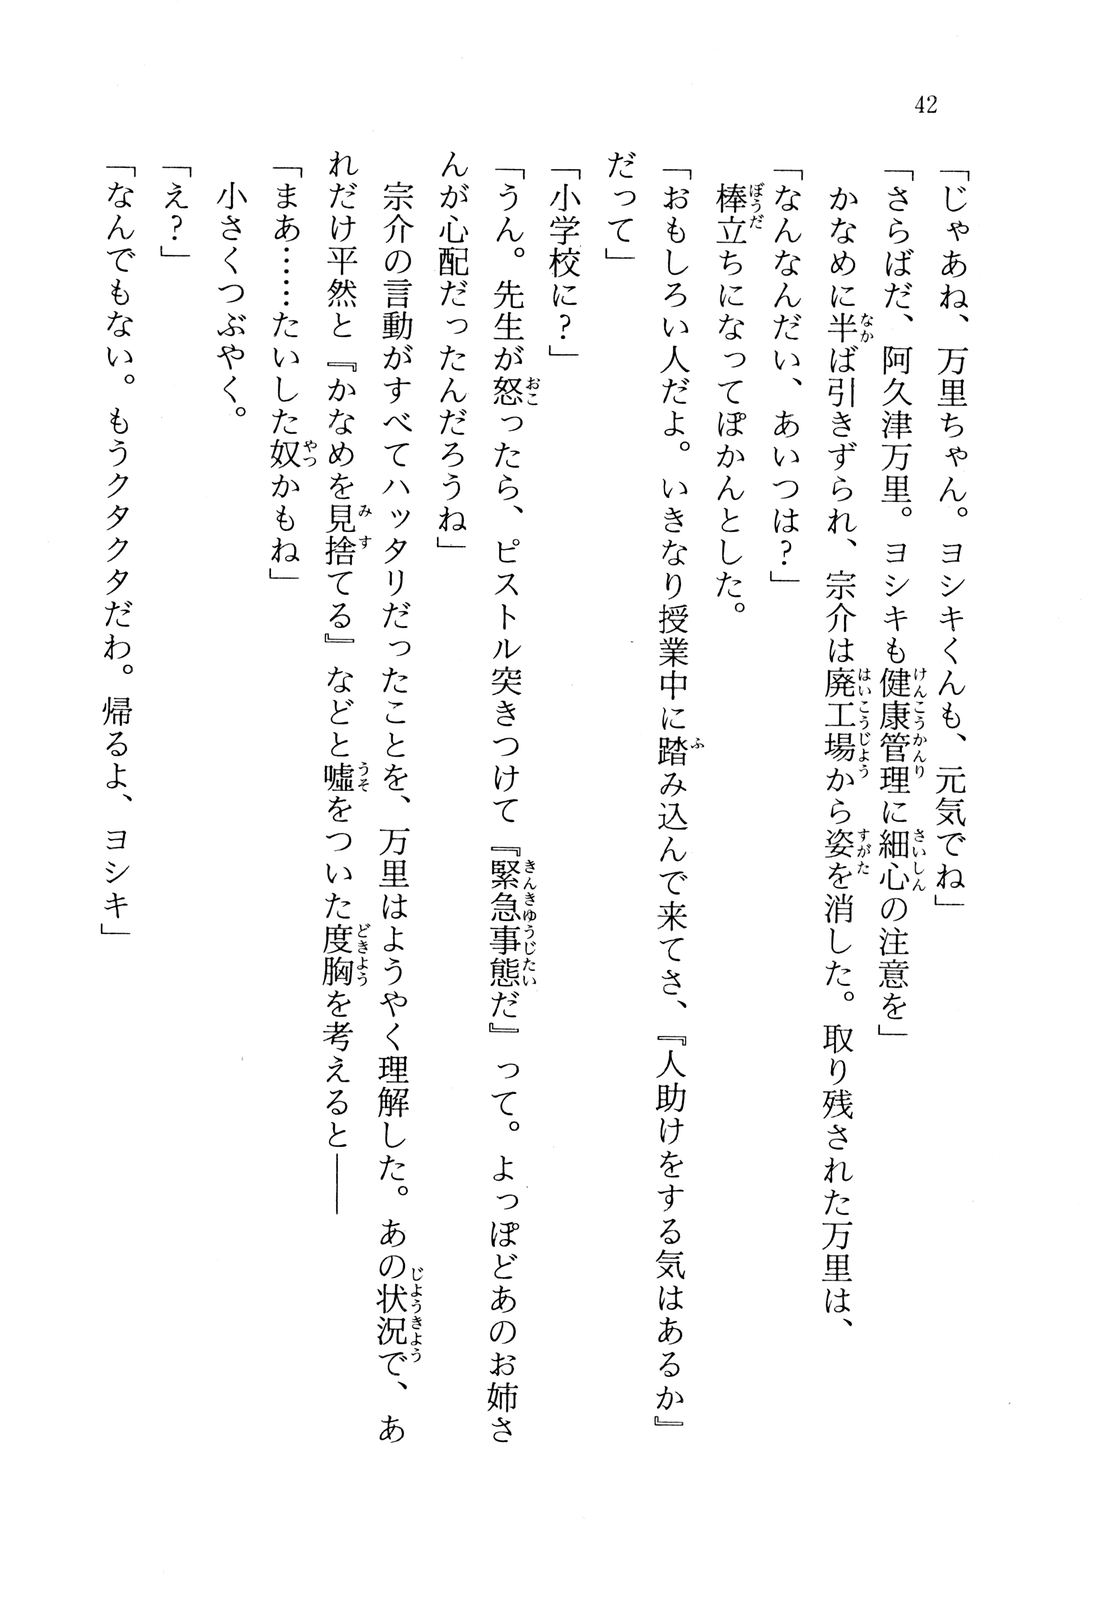 42
「じゃあね、万里ちゃん。ヨシキくんも、元気でね」
「さらばだ、阿久津万里。ヨシキも健康管理に細心の注意を」
かなめに半ば引きずられ、宗介は廃工場から姿を消した。取り残された万里は、
「なんなんだい、あいつは?」
棒立ちになってぽかんとした。
「おもしろい人だよ。いきなり授業中に踏み込んで来てさ、『人助けをする気はあるか』
だって」
「小学校に?」
「うん。先生が怒ったら、ピストル突きつけて『緊急事態だ』って。よっぽどあのお姉さ
んが心配だったんだろうね」
宗介の言動がすべてハッタリだったことを、万里はようやく理解した。あの状況で、あ
れだけ平然と『かなめを見捨てる』などと嘘をついた度胸を考えると――
「まあ……たいした奴かもね」
小さくつぶやく。
「え?」
「なんでもない。もうクタクタだわ。帰るよ、ヨシキ」